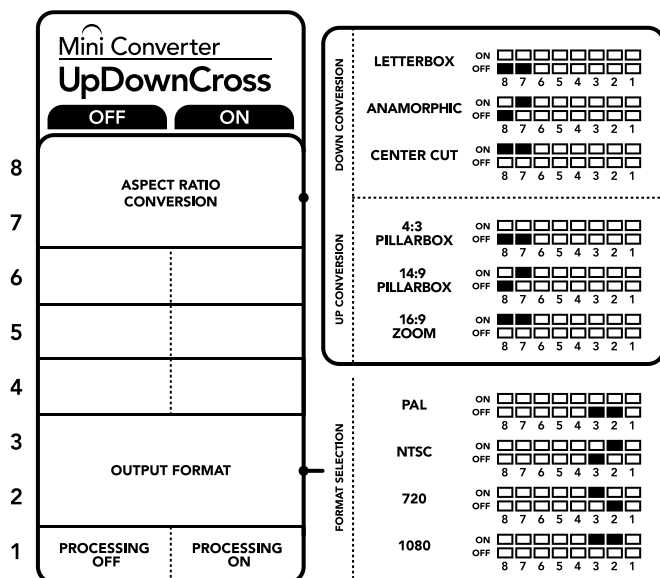 Mini Converter
UpDownCross
OFF ON
8
ASPECT RATIO
CONVERSION
7
6
5
4
3
OUTPUT FORMAT
2
1
PROCESSING
OFF
PROCESSING
ON
DOWN CONVERSION
LETTERBOX
ON
OFF
8 7 6 5 4 3 2 1
ANAMORPHIC
ON
OFF
8 7 6 5 4 3 2 1
CENTER CUT
ON
OFF
8 7 6 5 4 3 2 1
UP CONVERSION
4:3
PILLARBOX
ON
OFF
8 7 6 5 4 3 2 1
14:9
PILLARBOX
ON
OFF
8 7 6 5 4 3 2 1
16:9
ZOOM
ON
OFF
8 7 6 5 4 3 2 1
FORMAT SELECTION
PAL
ON
OFF
8 7 6 5 4 3 2 1
NTSC
ON
OFF
8 7 6 5 4 3 2 1
720
ON
OFF
8 7 6 5 4 3 2 1
1080
ON
OFF
8 7 6 5 4 3 2 1